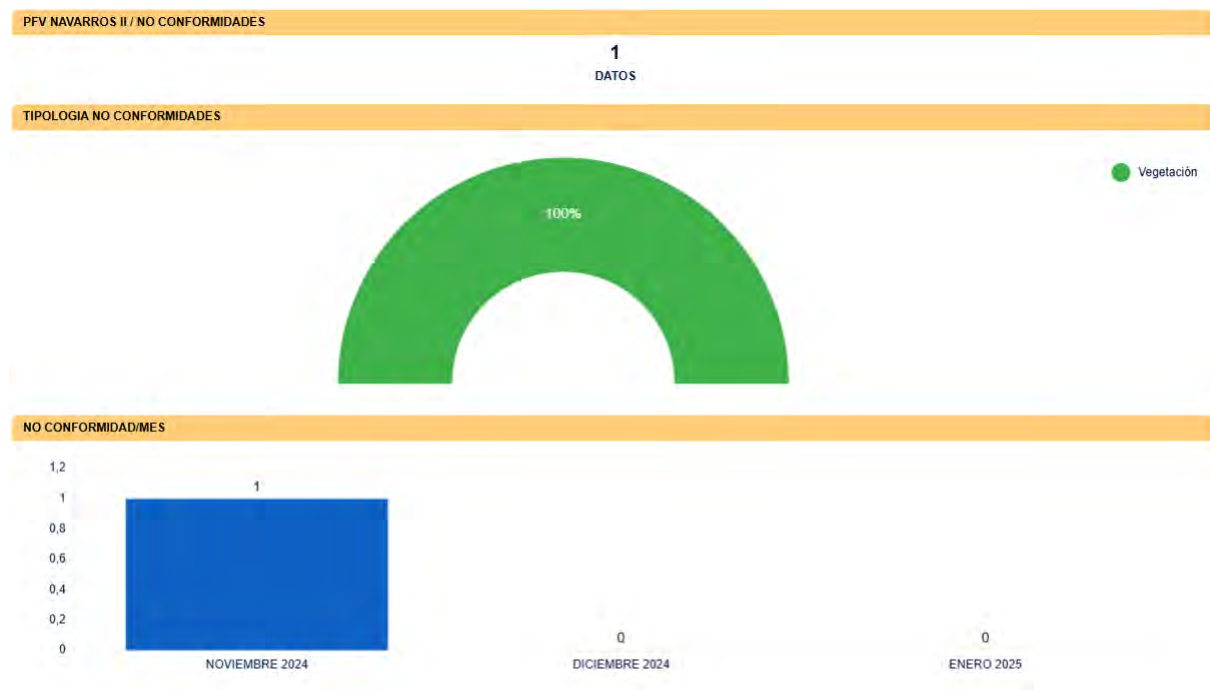 PFV NAVARROS II / NO CONFORMIDADES
1
DATOS
TIPOLOGIA NO CONFORMIDADES
100%
Vegetación
NO CONFORMIDAD/MES
1,2
1
0,8
0,6
0,4
0,2
0
1
0
0
NOVIEMBRE 2024
DICIEMBRE 2024
ENERO 2025